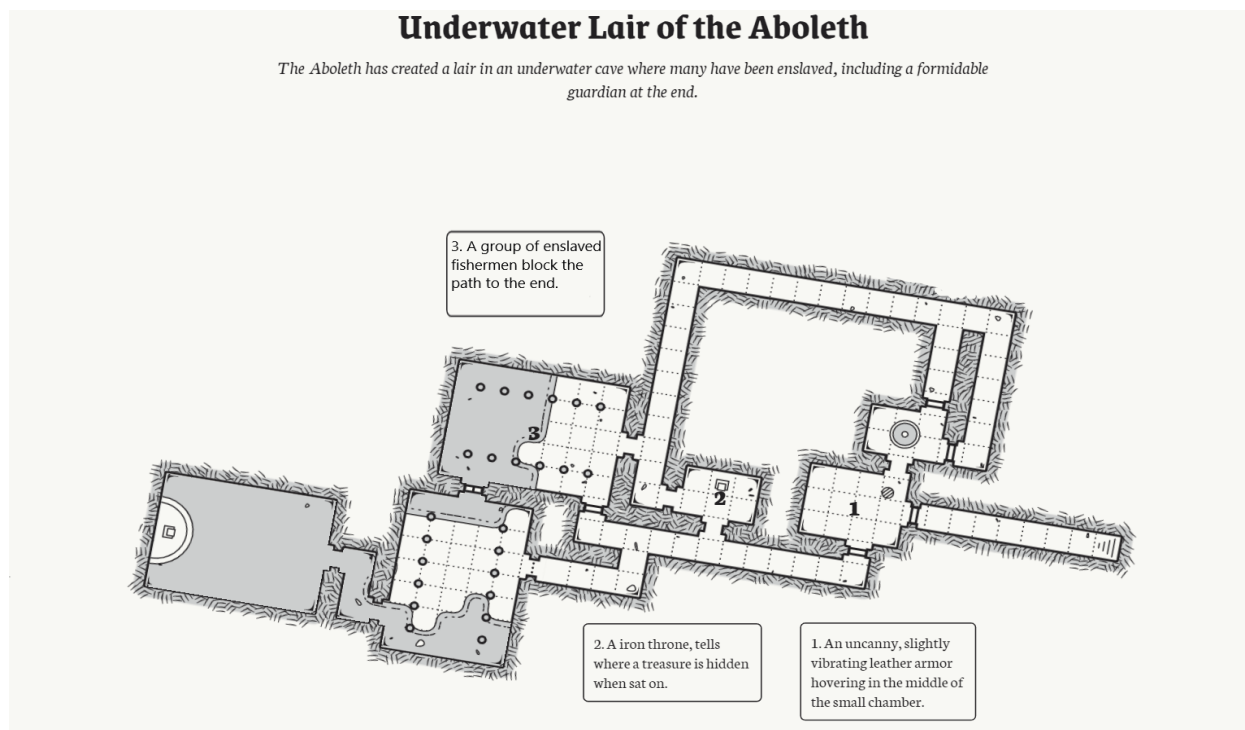 Underwater Lair of the Aboleth
The Aboleth has created a lair in an underwater cave where many have been enslaved, including a formidable
guardian at the end.
3. A group of enslaved
fishermen block the
path to the end.
3
2
1
2. A iron throne, tells
where a treasure is hidden
when sat on.
1. An uncanny, slightly
vibrating leather armor
hovering in the middle of
the small chamber.